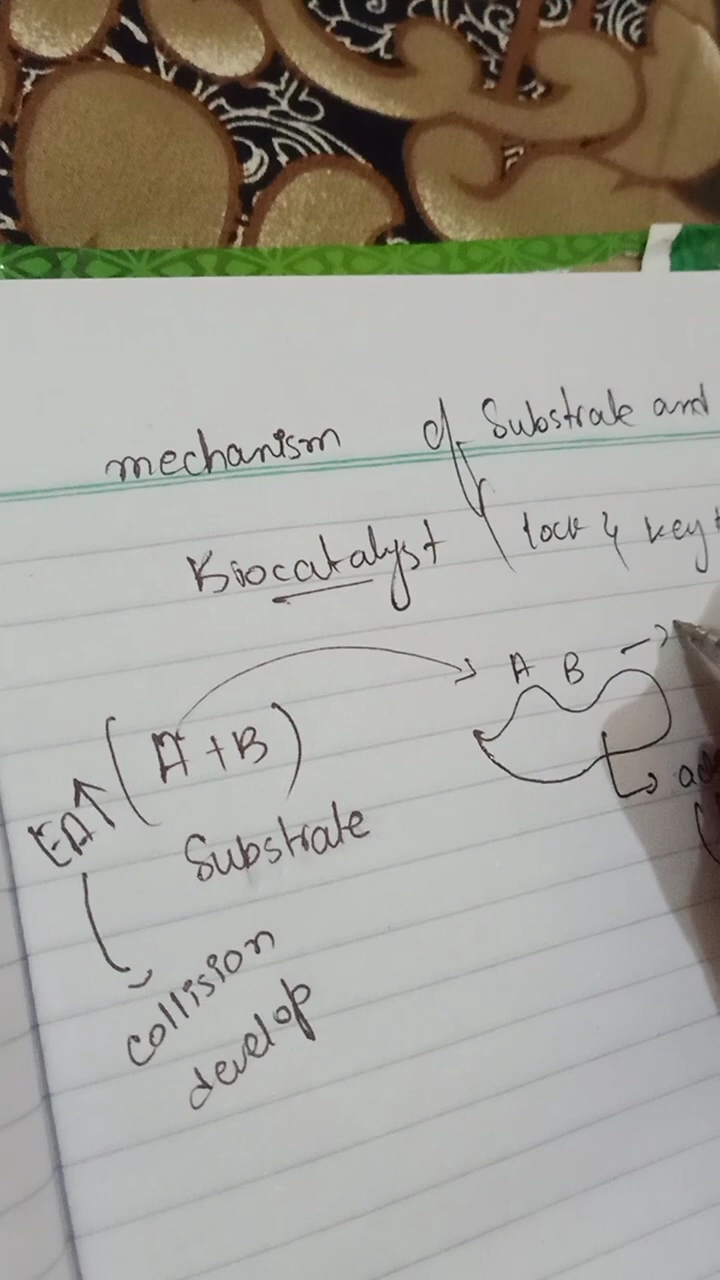 mechanism of Substrate and
Biocatalyst ( lock & key
A B →
EA↑ (A+B)
Substrate
collision
develop